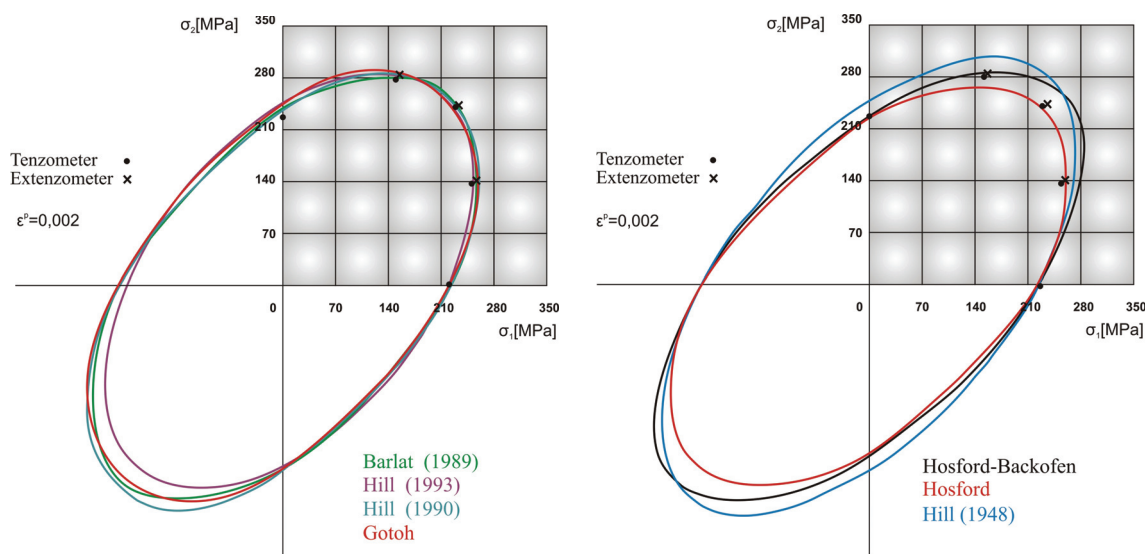 σ₂[MPa]
350
280
210
140
70
0
70
140
210
280
350
σ₁[MPa]
Tenzometer
Extenzometer
εᵖ=0,002
Barlat (1989)
Hill (1993)
Hill (1990)
Gotoh
σ₂[MPa]
350
280
210
140
70
0
70
140
210
280
350
σ₁[MPa]
Tenzometer
Extenzometer
εᵖ=0,002
Hosford-Backofen
Hosford
Hill (1948)